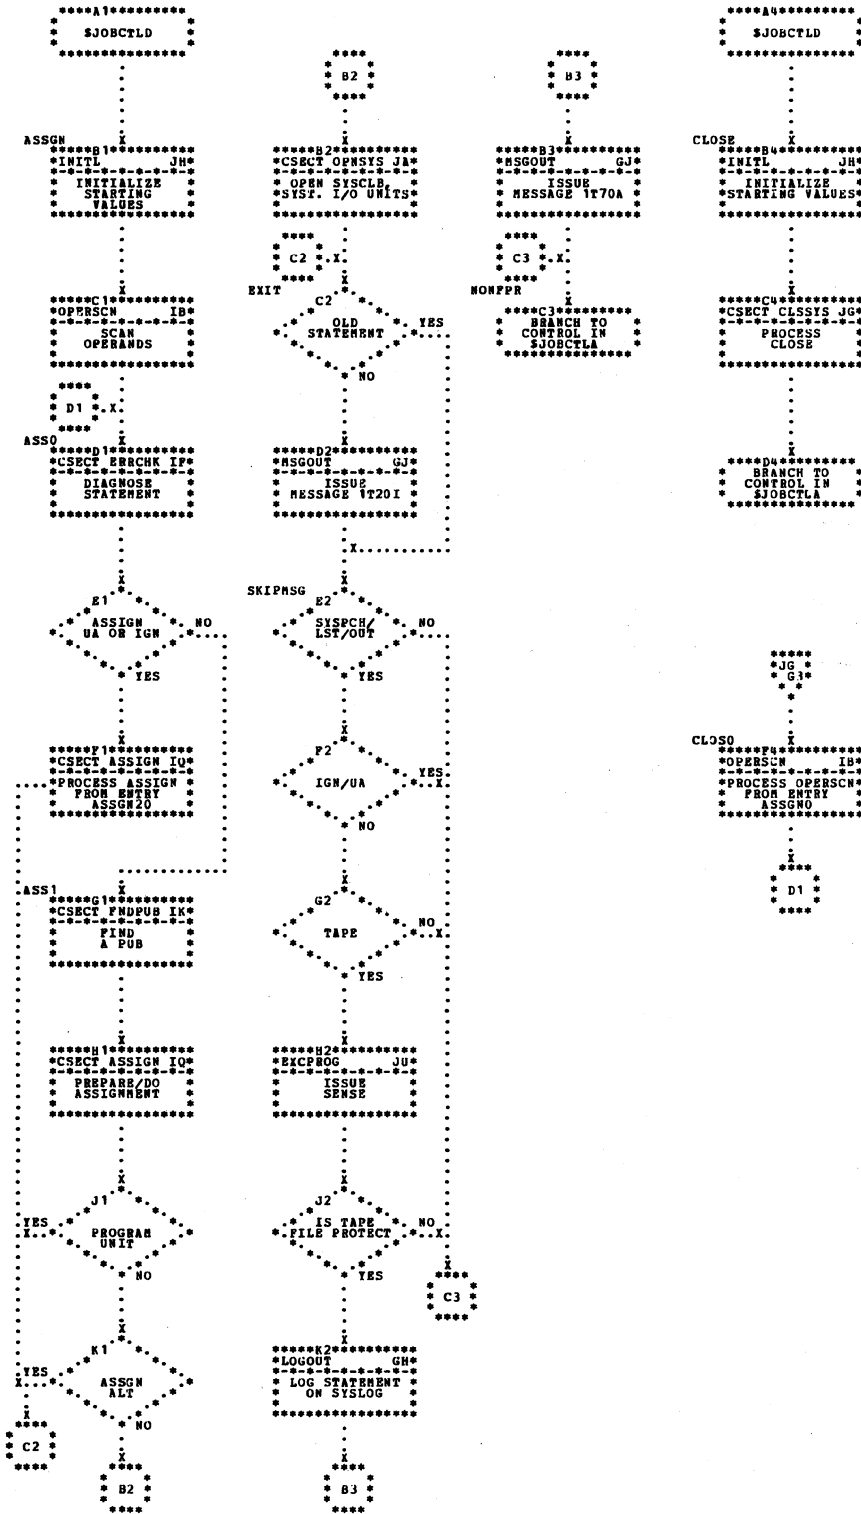 A1
$JOBCTLD
ASSGN
B1
INITL JH
INITIALIZE
STARTING
VALUES
C1
OPERSCN IB
SCAN
OPERANDS
D1
ASS0
D1
CSECT ERRCHK IF
DIAGNOSE
STATEMENT
E1
ASSIGN
UA OR IGN
NO
YES
F1
CSECT ASSIGN IQ
PROCESS ASSIGN
FROM ENTRY
ASSGN20
ASS1
G1
CSECT FNDPUB IK
FIND
A PUB
H1
CSECT ASSIGN IQ
PREPARE/DO
ASSIGNMENT
J1
YES
PROGRAM
UNIT
NO
K1
YES
ASSGN
ALT
NO
C2
B2
B2
B2
CSECT OPNSYS JA
OPEN SYSCLB,
SYST. I/O UNITS
C2
EXIT
C2
OLD
STATEMENT
YES
NO
D2
MSGOUT GJ
ISSUE
MESSAGE 1T20I
SKIPMSG
E2
SYSPCH/
LST/OUT
NO
YES
F2
IGN/UA
YES
NO
G2
TAPE
NO
YES
H2
EXCPROG JU
ISSUE
SENSE
J2
IS TAPE
FILE PROTECT
NO
YES
C3
K2
LOGOUT GH
LOG STATEMENT
ON SYSLOG
B3
B3
B3
MSGOUT GJ
ISSUE
MESSAGE 1T70A
C3
NONFPR
C3
BRANCH TO
CONTROL IN
$JOBCTLA
A4
$JOBCTLD
CLOSE
B4
INITL JH
INITIALIZE
STARTING VALUES
C4
CSECT CLSSYS JG
PROCESS
CLOSE
D4
BRANCH TO
CONTROL IN
$JOBCTLA
JG
G3
CLOS0
F4
OPERSCN IB
PROCESS OPERSCN
FROM ENTRY
ASSGN0
D1